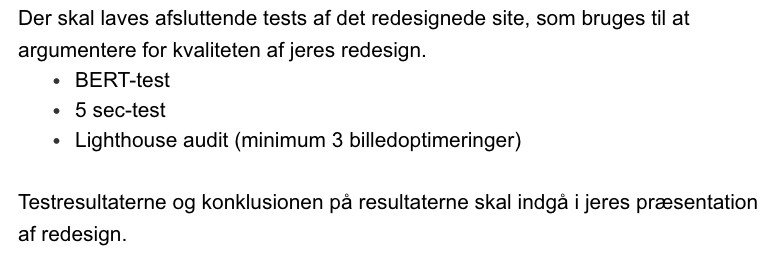 Der skal laves afsluttende tests af det redesignede site, som bruges til at
argumentere for kvaliteten af jeres redesign.
• BERT-test
• 5 sec-test
• Lighthouse audit (minimum 3 billedoptimeringer)
Testresultaterne og konklusionen på resultaterne skal indgå i jeres præsentation
af redesign.